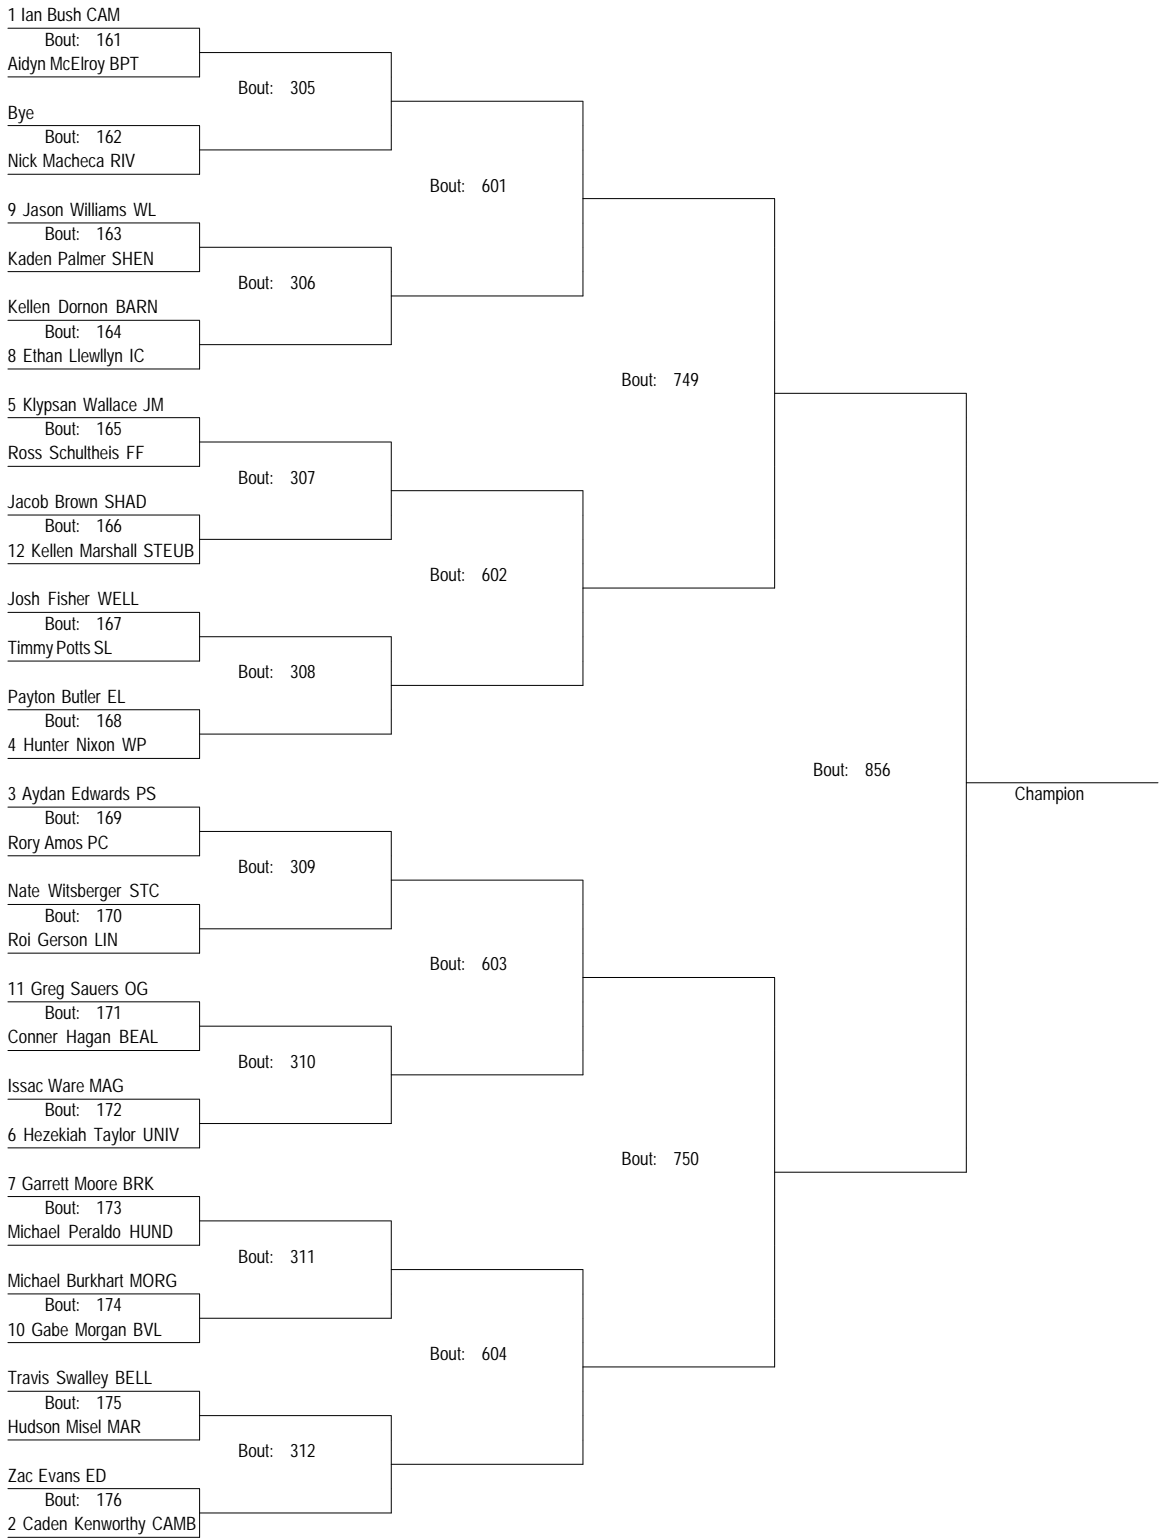 1 Ian Bush CAM
Bout: 161
Aidyn McElroy BPT
Bout: 305
Bye
Bout: 162
Nick Macheca RIV
Bout: 601
9 Jason Williams WL
Bout: 163
Kaden Palmer SHEN
Bout: 306
Kellen Dornon BARN
Bout: 164
8 Ethan Llewllyn IC
Bout: 749
5 Klypsan Wallace JM
Bout: 165
Ross Schultheis FF
Bout: 307
Jacob Brown SHAD
Bout: 166
12 Kellen Marshall STEUB
Bout: 602
Josh Fisher WELL
Bout: 167
Timmy Potts SL
Bout: 308
Payton Butler EL
Bout: 168
4 Hunter Nixon WP
Bout: 856
Champion
3 Aydan Edwards PS
Bout: 169
Rory Amos PC
Bout: 309
Nate Witsberger STC
Bout: 170
Roi Gerson LIN
Bout: 603
11 Greg Sauers OG
Bout: 171
Conner Hagan BEAL
Bout: 310
Issac Ware MAG
Bout: 172
6 Hezekiah Taylor UNIV
Bout: 750
7 Garrett Moore BRK
Bout: 173
Michael Peraldo HUND
Bout: 311
Michael Burkhart MORG
Bout: 174
10 Gabe Morgan BVL
Bout: 604
Travis Swalley BELL
Bout: 175
Hudson Misel MAR
Bout: 312
Zac Evans ED
Bout: 176
2 Caden Kenworthy CAMB